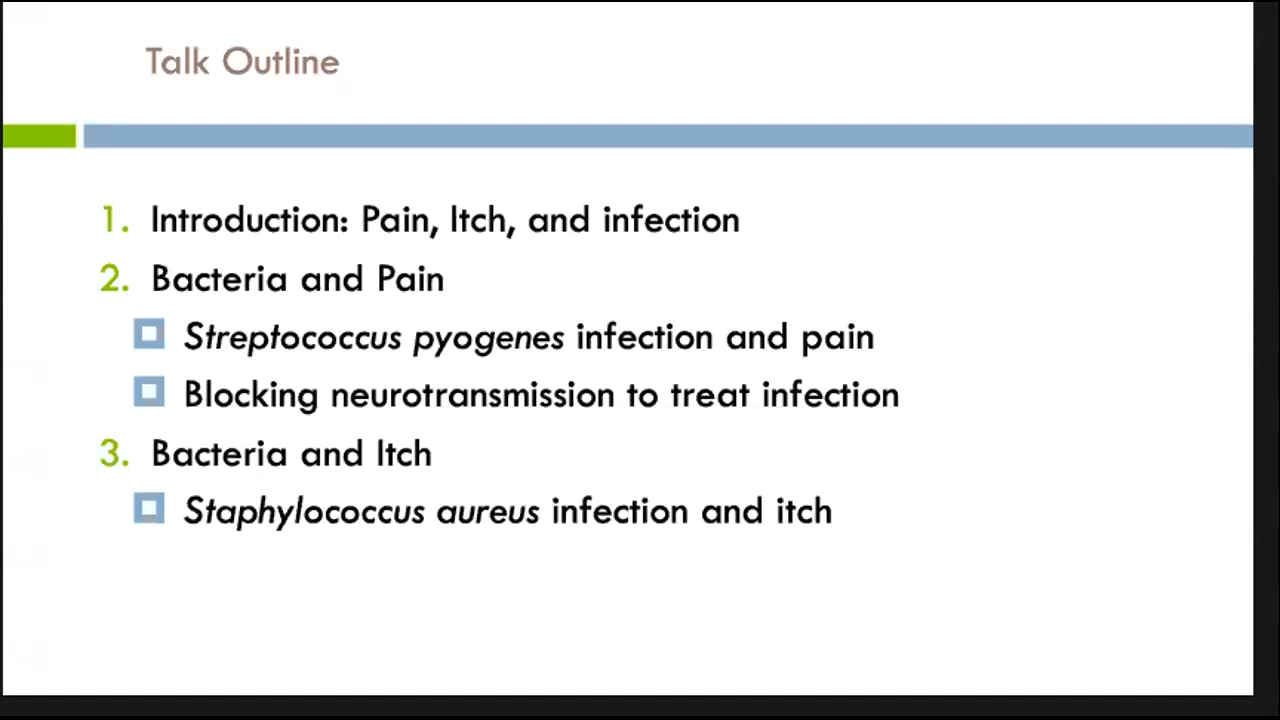 Talk Outline
1. Introduction: Pain, Itch, and infection
2. Bacteria and Pain
Streptococcus pyogenes infection and pain
Blocking neurotransmission to treat infection
3. Bacteria and Itch
Staphylococcus aureus infection and itch